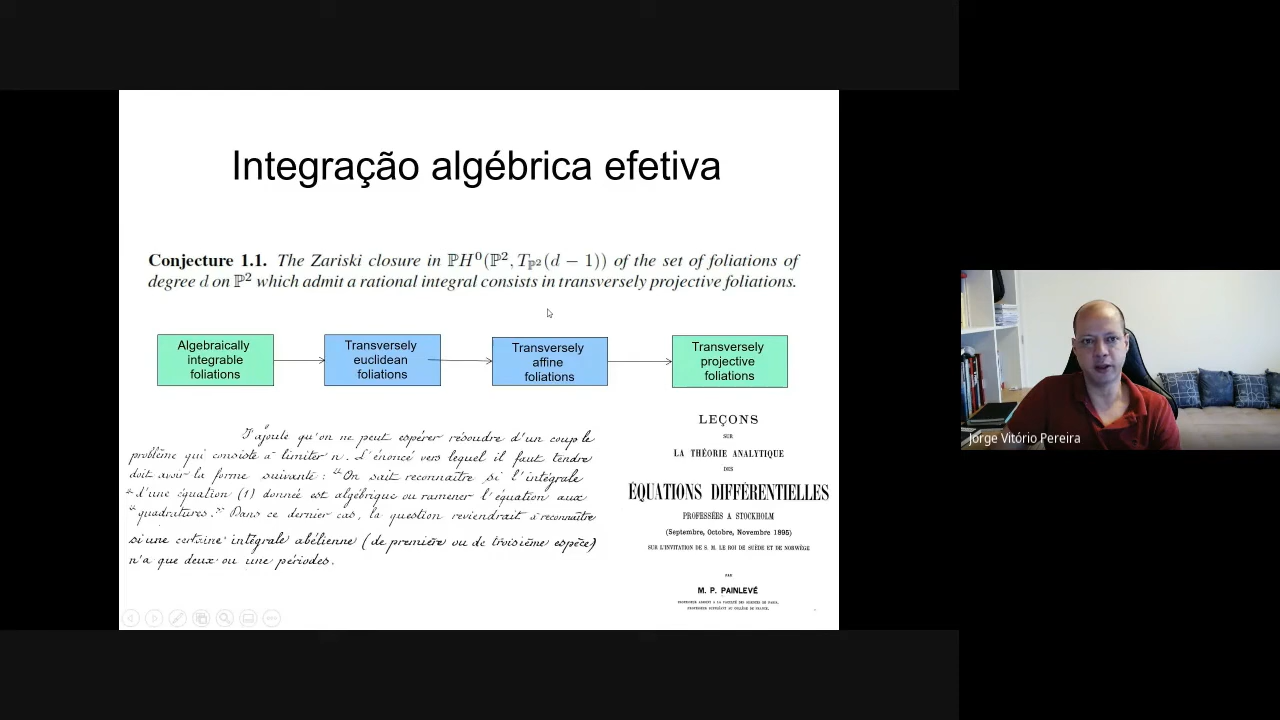 Integração algébrica efetiva
Conjecture 1.1. The Zariski closure in ℙH⁰(ℙ², T_ℙ²(d − 1)) of the set of foliations of
degree d on ℙ² which admit a rational integral consists in transversely projective foliations.
Algebraically
integrable
foliations
Transversely
euclidean
foliations
Transversely
affine
foliations
Transversely
projective
foliations
J'ajoute qu'on ne peut espérer résoudre d'un coup le
problème qui consiste à limiter n. L'énoncé vers lequel il faut tendre
doit avoir la forme suivante : "On sait reconnaître si l'intégrale
"d'une équation (1) donnée est algébrique ou ramener l'équation aux
"quadratures." Dans ce dernier cas, la question reviendrait à reconnaître
si une certaine intégrale abélienne (de première ou de troisième espèce)
n'a que deux ou une périodes.
LEÇONS
SUR
LA THÉORIE ANALYTIQUE
DES
ÉQUATIONS DIFFÉRENTIELLES
PROFESSÉES A STOCKHOLM
(Septembre, Octobre, Novembre 1895)
SUR L'INVITATION DE S. M. LE ROI DE SUÈDE ET DE NORWÈGE
PAR
M. P. PAINLEVÉ
Jorge Vitório Pereira